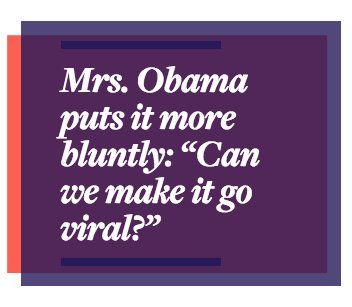 Mrs. Obama
puts it more
bluntly: “Can
we make it go
viral?”